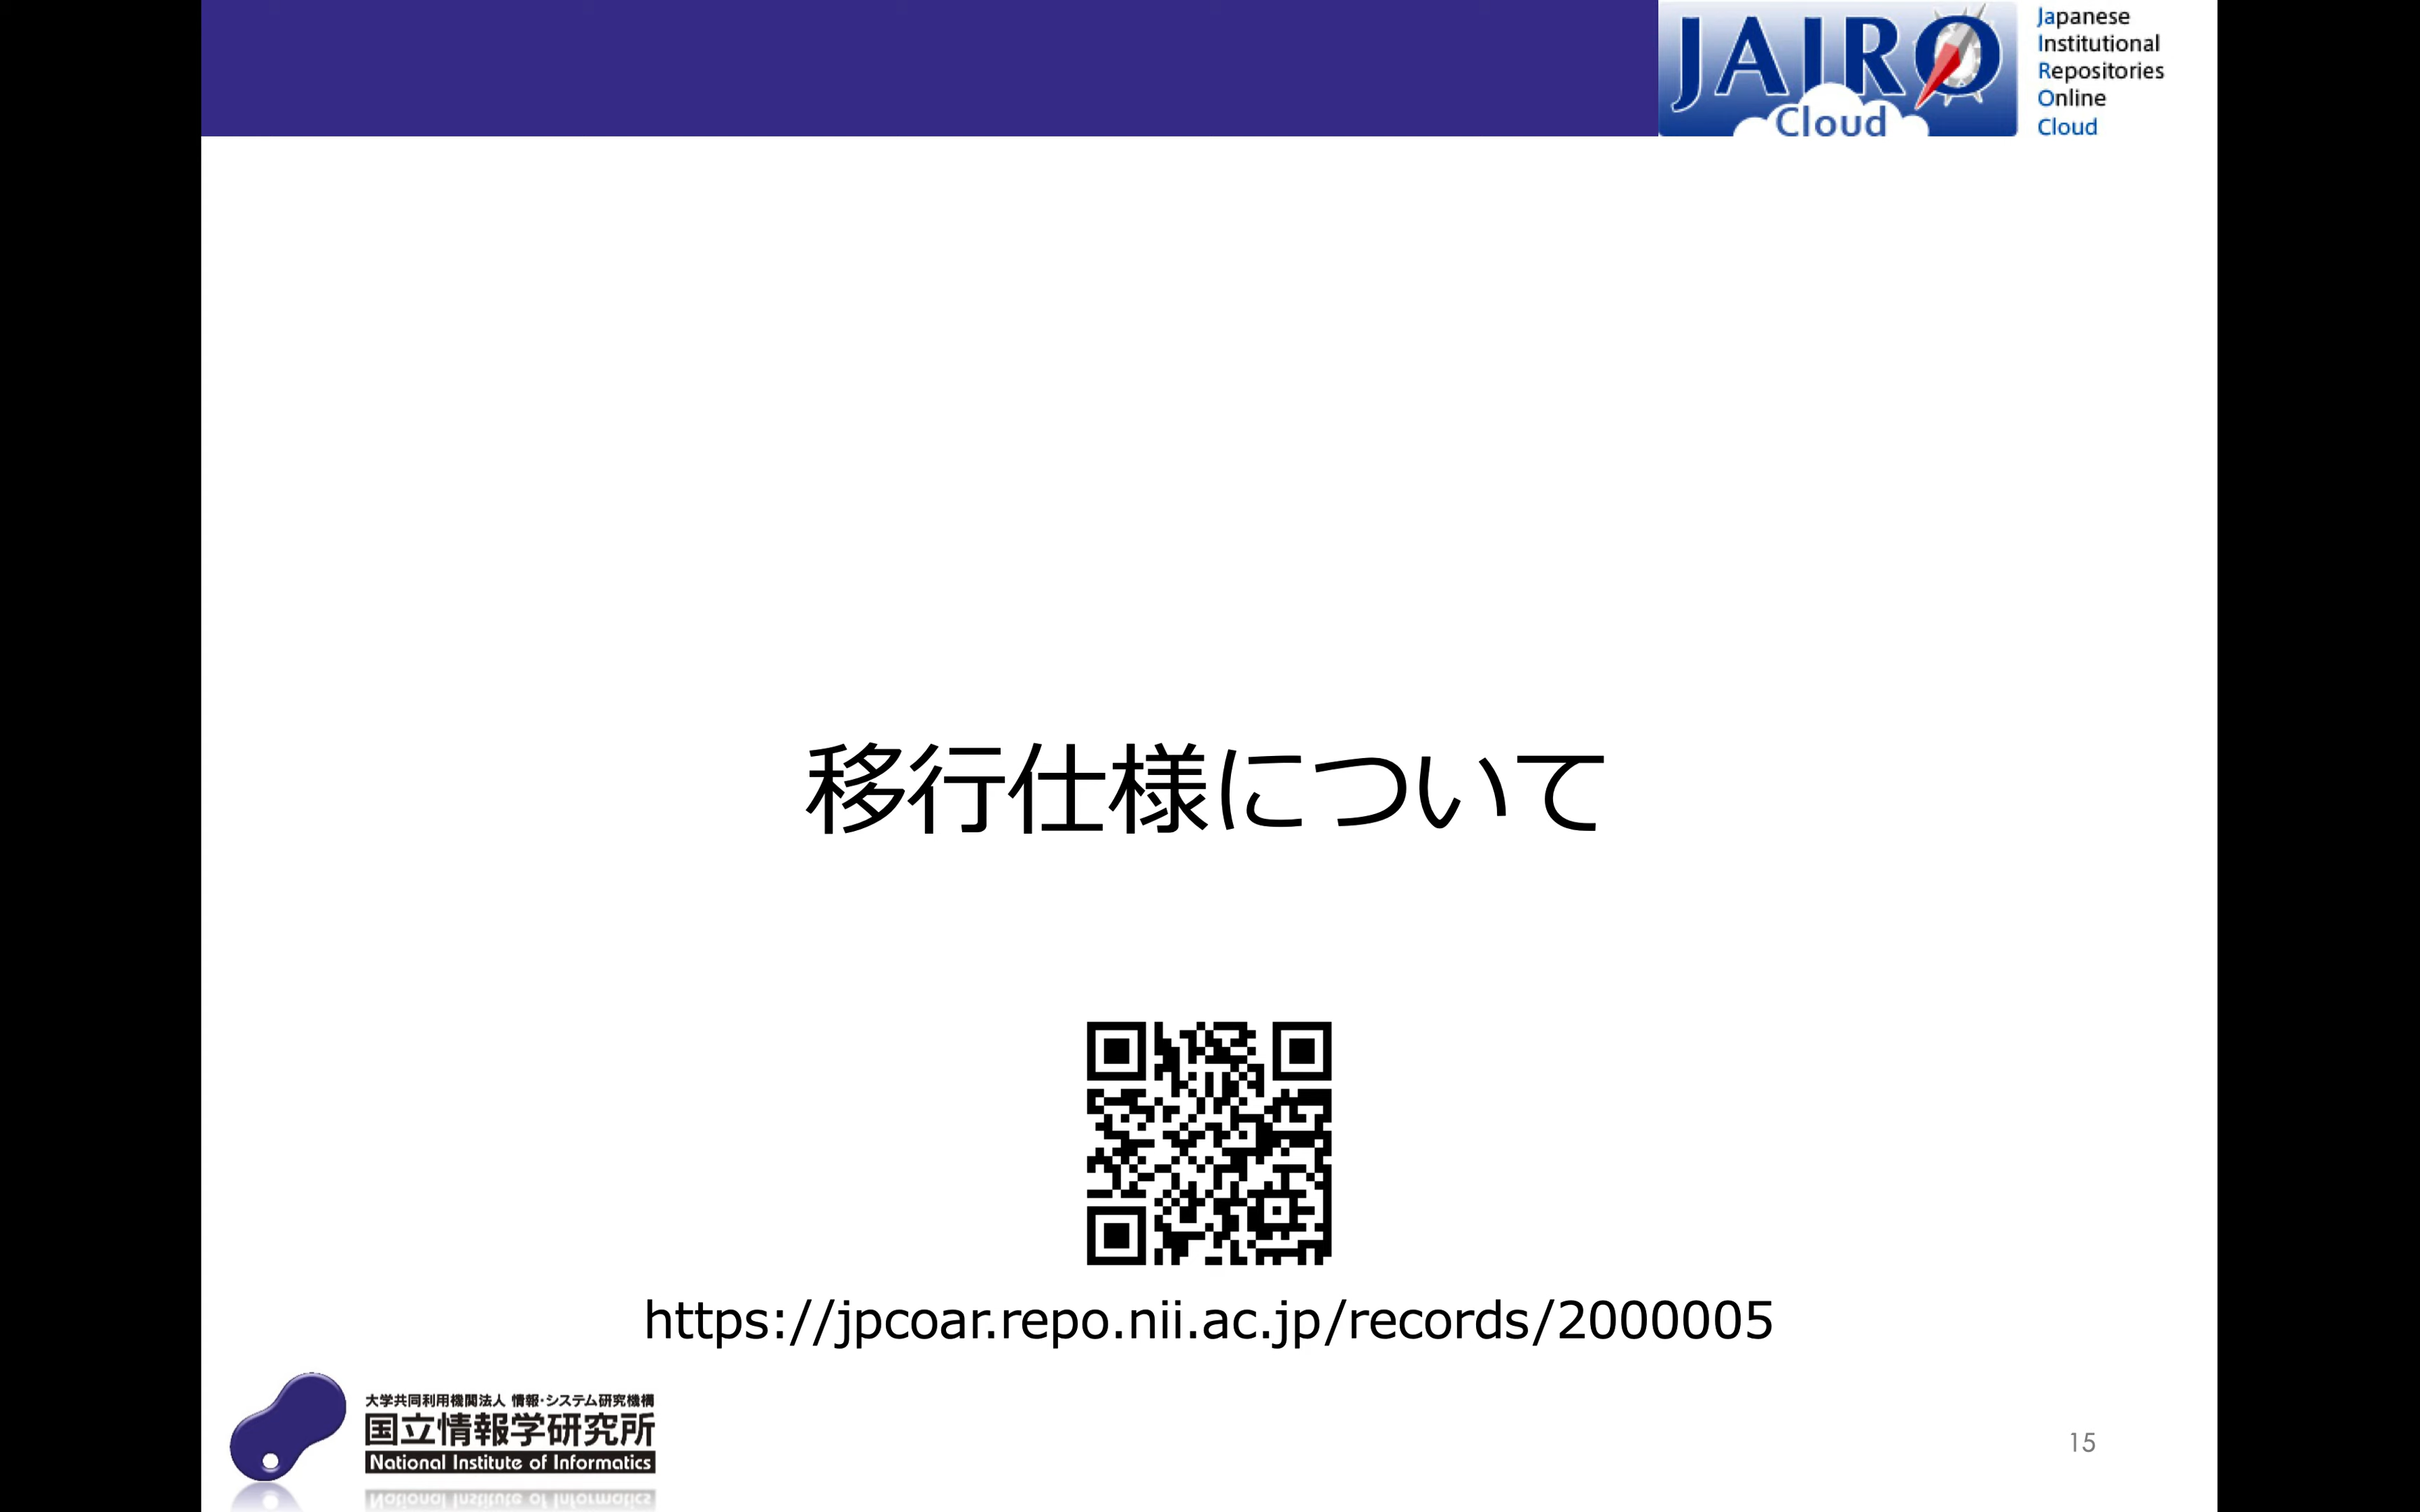 JAIRO
Cloud
Japanese
Institutional
Repositories
Online
Cloud
移行仕様について
https://jpcoar.repo.nii.ac.jp/records/2000005
大学共同利用機関法人 情報・システム研究機構
国立情報学研究所
National Institute of Informatics
15